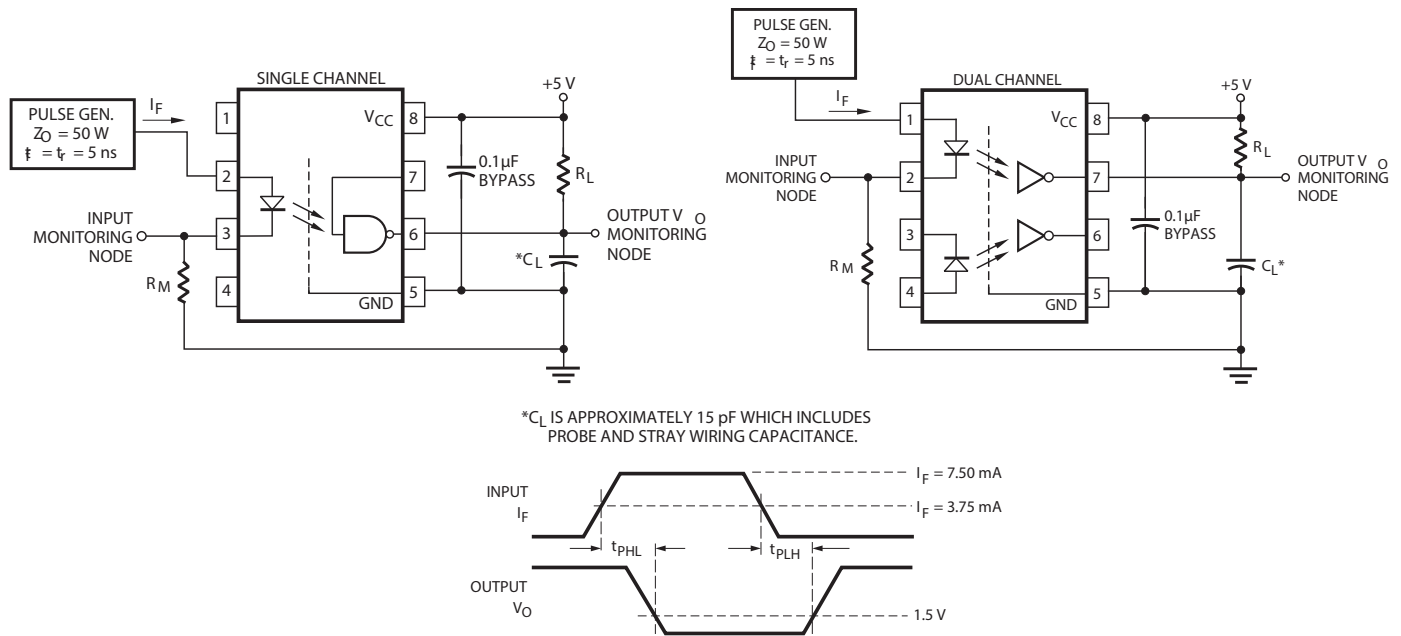 PULSE GEN.
ZO = 50 W
tf = tr = 5 ns
IF
SINGLE CHANNEL
1
2
3
4
VCC
8
7
6
5
GND
INPUT
MONITORING
NODE
RM
+5 V
0.1µF
BYPASS
RL
*CL
OUTPUT V O
MONITORING
NODE
PULSE GEN.
ZO = 50 W
tf = tr = 5 ns
IF
DUAL CHANNEL
1
2
3
4
VCC
8
7
6
5
GND
INPUT
MONITORING
NODE
RM
+5 V
RL
0.1µF
BYPASS
CL*
OUTPUT V O
MONITORING
NODE
*CL IS APPROXIMATELY 15 pF WHICH INCLUDES
PROBE AND STRAY WIRING CAPACITANCE.
INPUT
IF
IF = 7.50 mA
IF = 3.75 mA
tPHL
tPLH
OUTPUT
VO
1.5 V